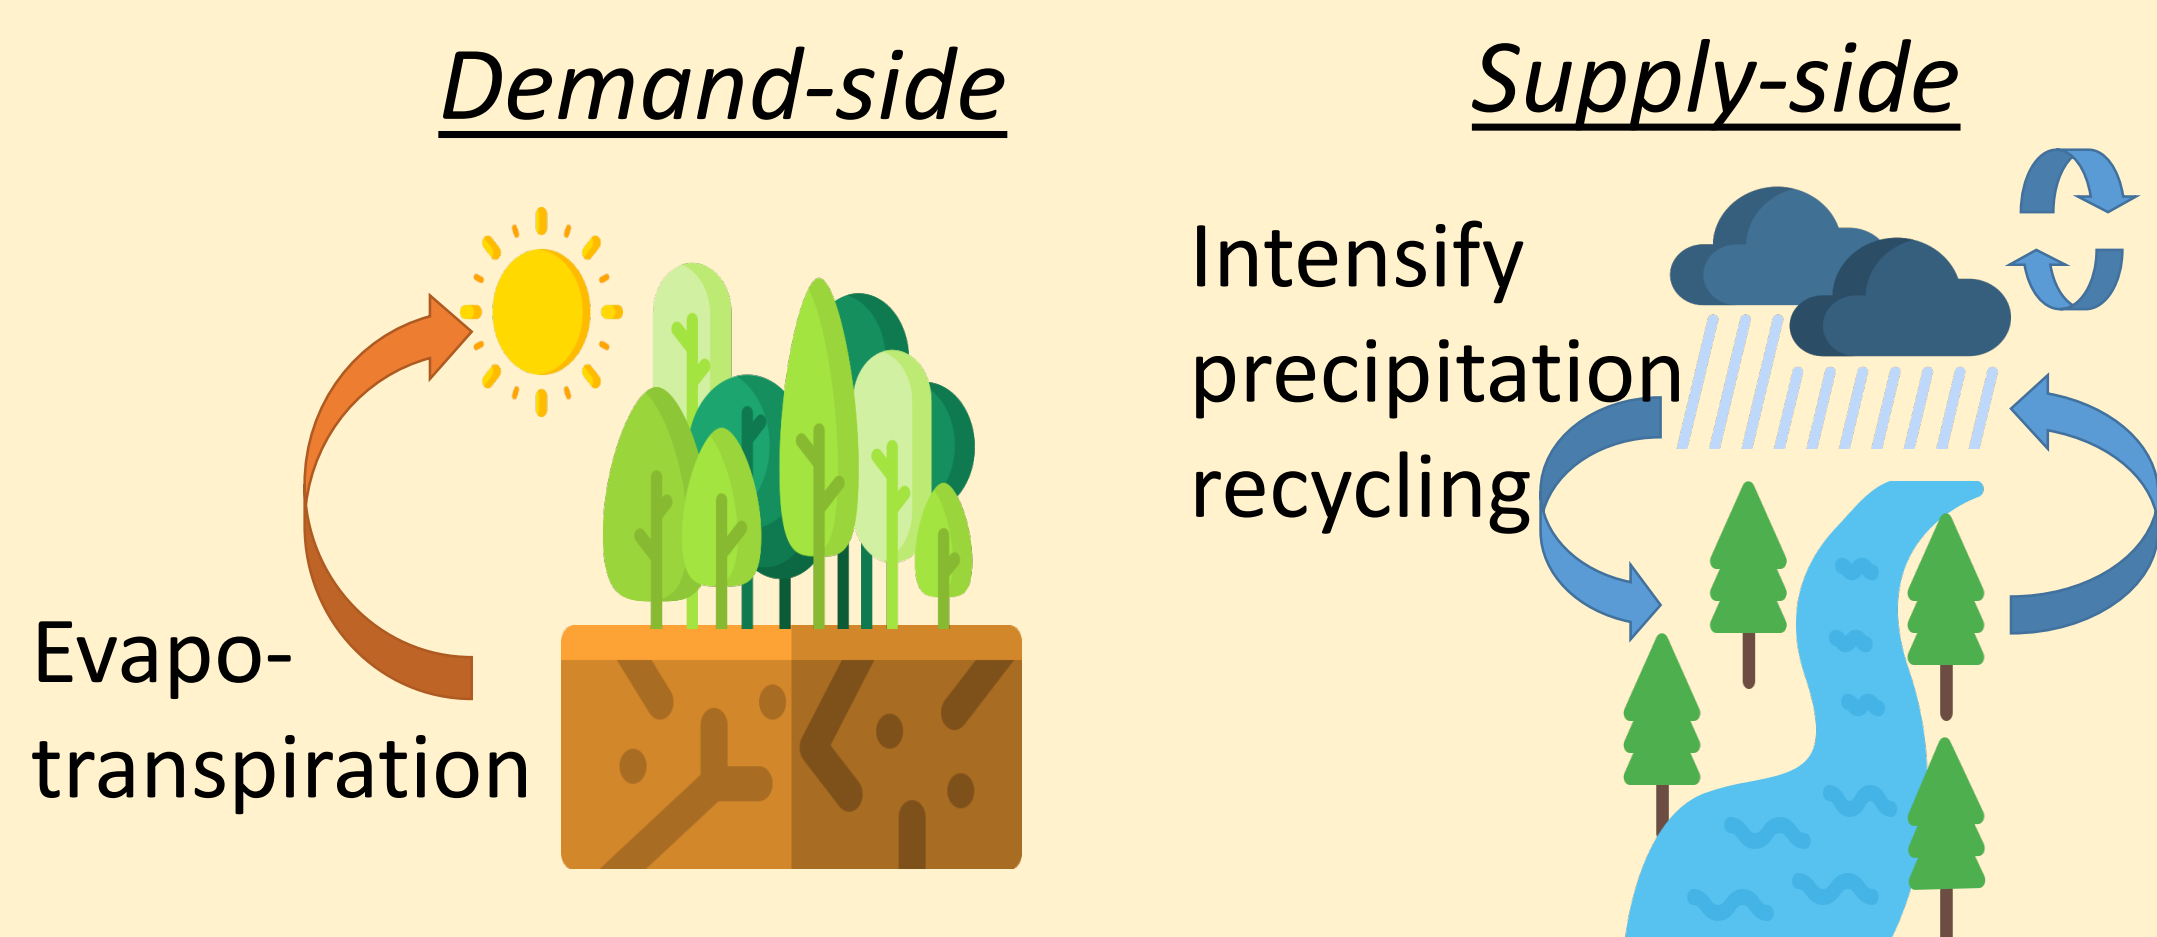 Demand-side
Evapo-
transpiration
Supply-side
Intensify
precipitation
recycling